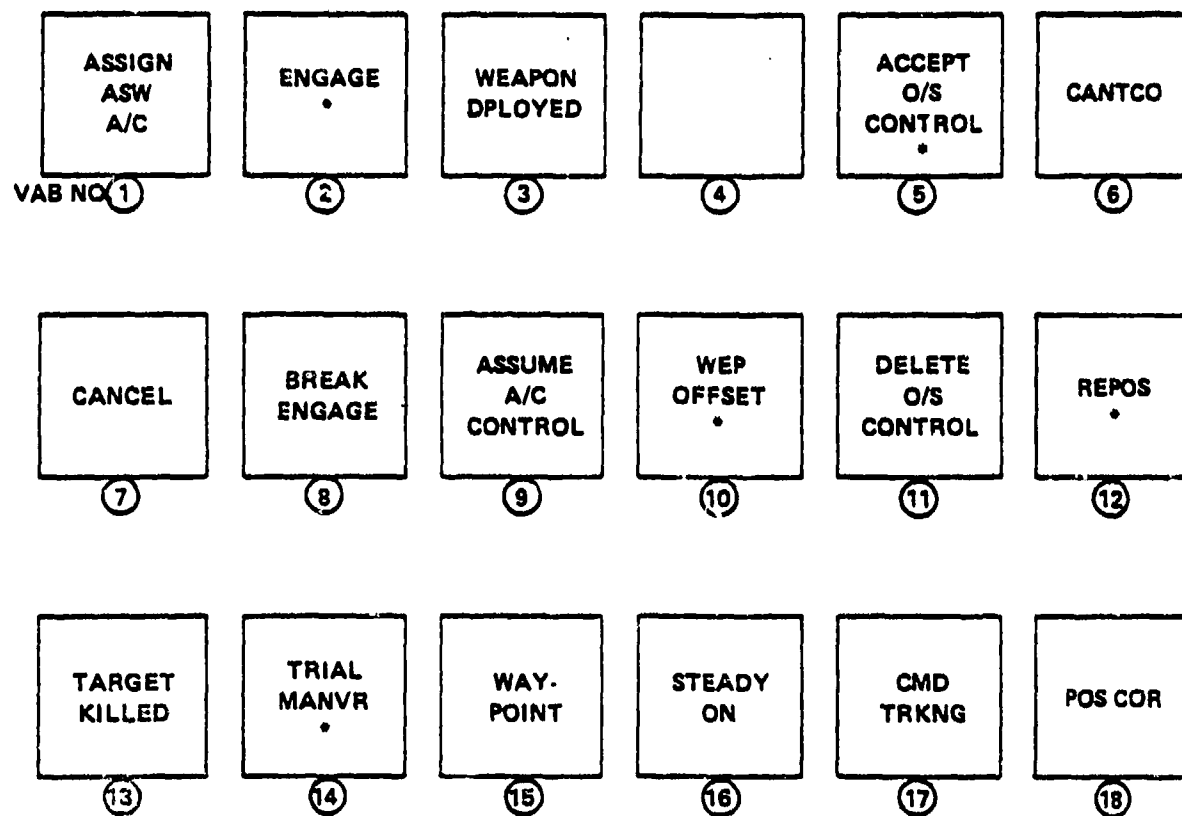 ASSIGN
ASW
A/C
ENGAGE
*
WEAPON
DPLOYED
ACCEPT
O/S
CONTROL
*
CANTCO
VAB NO. 1
2
3
4
5
6
CANCEL
BREAK
ENGAGE
ASSUME
A/C
CONTROL
WEP
OFFSET
*
DELETE
O/S
CONTROL
REPOS
*
7
8
9
10
11
12
TARGET
KILLED
TRIAL
MANVR
*
WAY-
POINT
STEADY
ON
CMD
TRKNG
POS COR
13
14
15
16
17
18